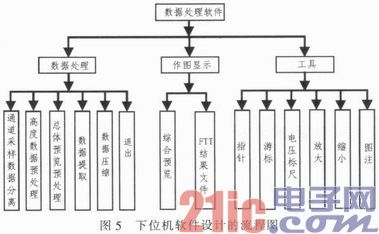 数据处理软件
数据处理
作图显示
工具
通道采样数据分离
高度数据预处理
总体预览预处理
数据提取
数据压缩
退出
综合预览
FTT结果文件
指针
游标
电压标尺
放大
缩小
图注
21ic电子网
.com
图 5 下位机软件设计的流程图